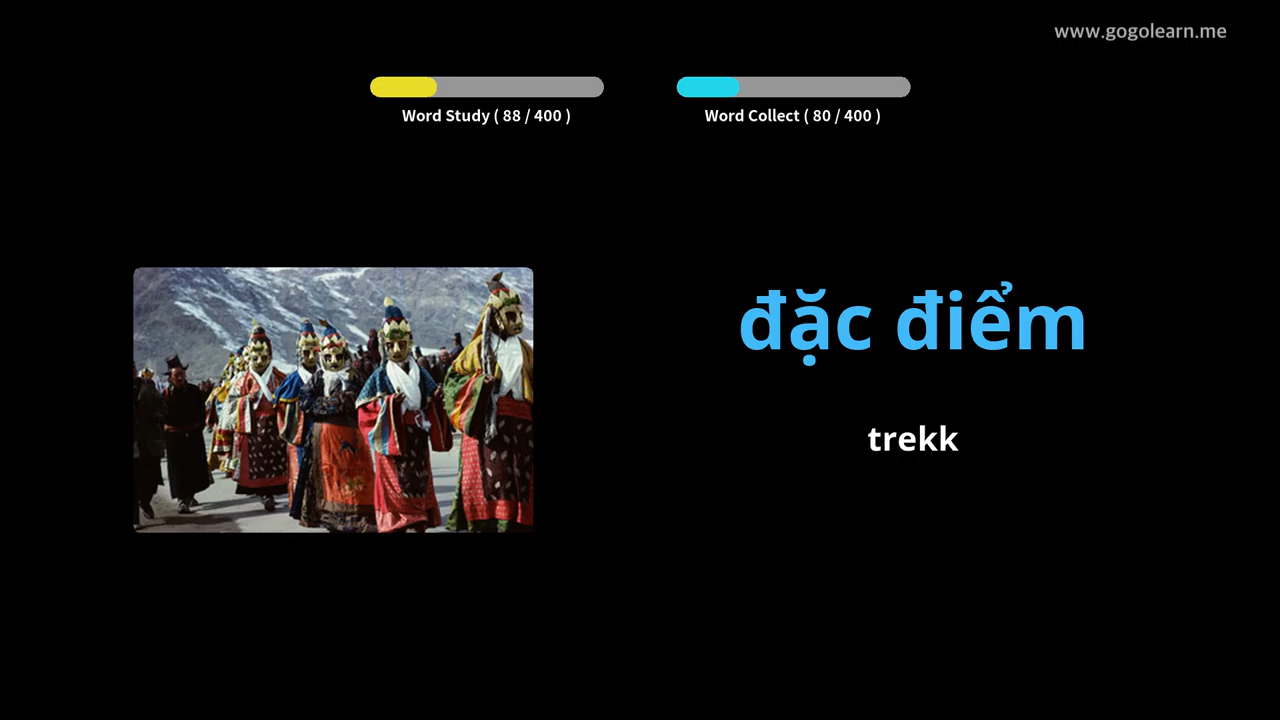 www.gogolearn.me
Word Study ( 88 / 400 )
Word Collect ( 80 / 400 )
đặc điểm
trekk